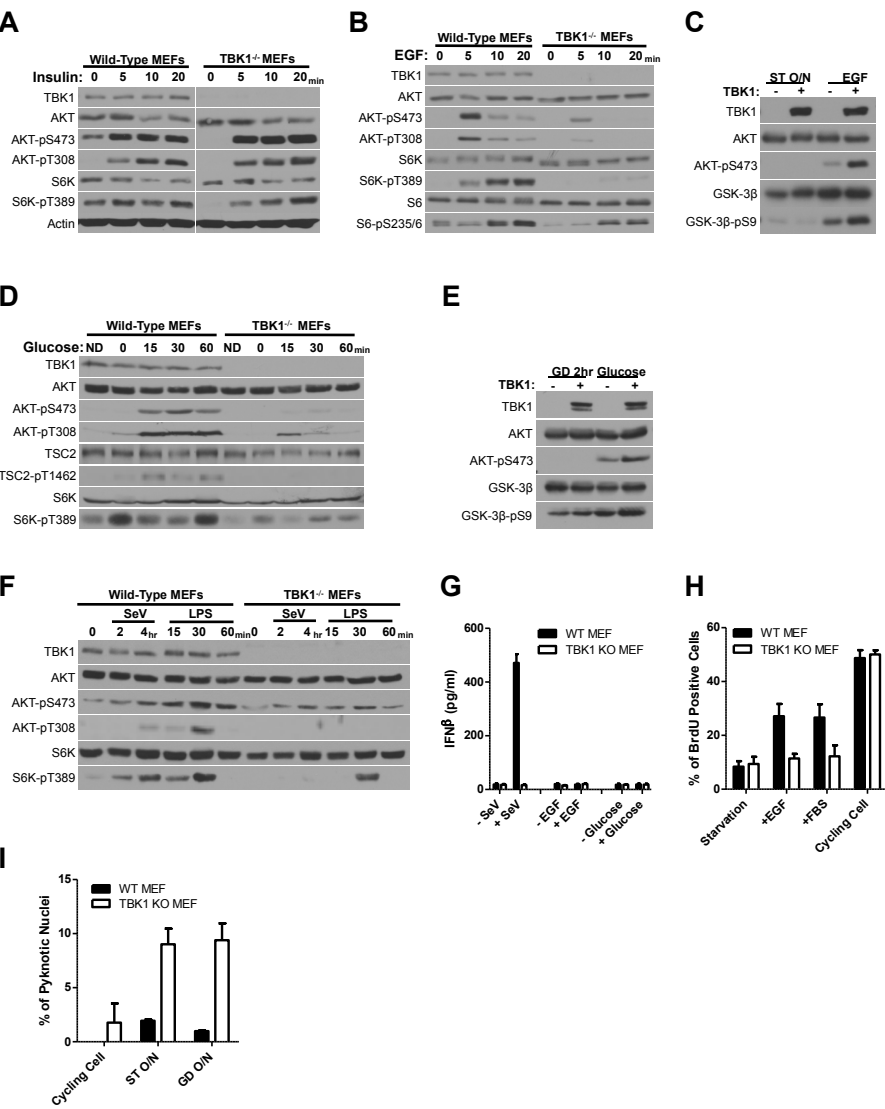 A
Wild-Type MEFs TBK1-/- MEFs
Insulin: 0 5 10 20 0 5 10 20 min
TBK1
AKT
AKT-pS473
AKT-pT308
S6K
S6K-pT389
Actin
B
Wild-Type MEFs TBK1-/- MEFs
EGF: 0 5 10 20 0 5 10 20 min
TBK1
AKT
AKT-pS473
AKT-pT308
S6K
S6K-pT389
S6
S6-pS235/6
C
ST O/N EGF
TBK1: - + - +
TBK1
AKT
AKT-pS473
GSK-3β
GSK-3β-pS9
D
Wild-Type MEFs TBK1-/- MEFs
Glucose: ND 0 15 30 60 ND 0 15 30 60 min
TBK1
AKT
AKT-pS473
AKT-pT308
TSC2
TSC2-pT1462
S6K
S6K-pT389
E
GD 2hr Glucose
TBK1: - + - +
TBK1
AKT
AKT-pS473
GSK-3β
GSK-3β-pS9
F
Wild-Type MEFs TBK1-/- MEFs
SeV LPS SeV LPS
0 2 4 hr 15 30 60 min 0 2 4 hr 15 30 60 min
TBK1
AKT
AKT-pS473
AKT-pT308
S6K
S6K-pT389
G
WT MEF
TBK1 KO MEF
IFNβ (pg/ml)
600
400
200
0
- SeV
+ SeV
- EGF
+ EGF
- Glucose
+ Glucose
H
WT MEF
TBK1 KO MEF
% of BrdU Positive Cells
60
40
20
0
Starvation
+EGF
+FBS
Cycling Cell
I
WT MEF
TBK1 KO MEF
% of Pyknotic Nuclei
15
10
5
0
Cycling Cell
ST O/N
GD O/N